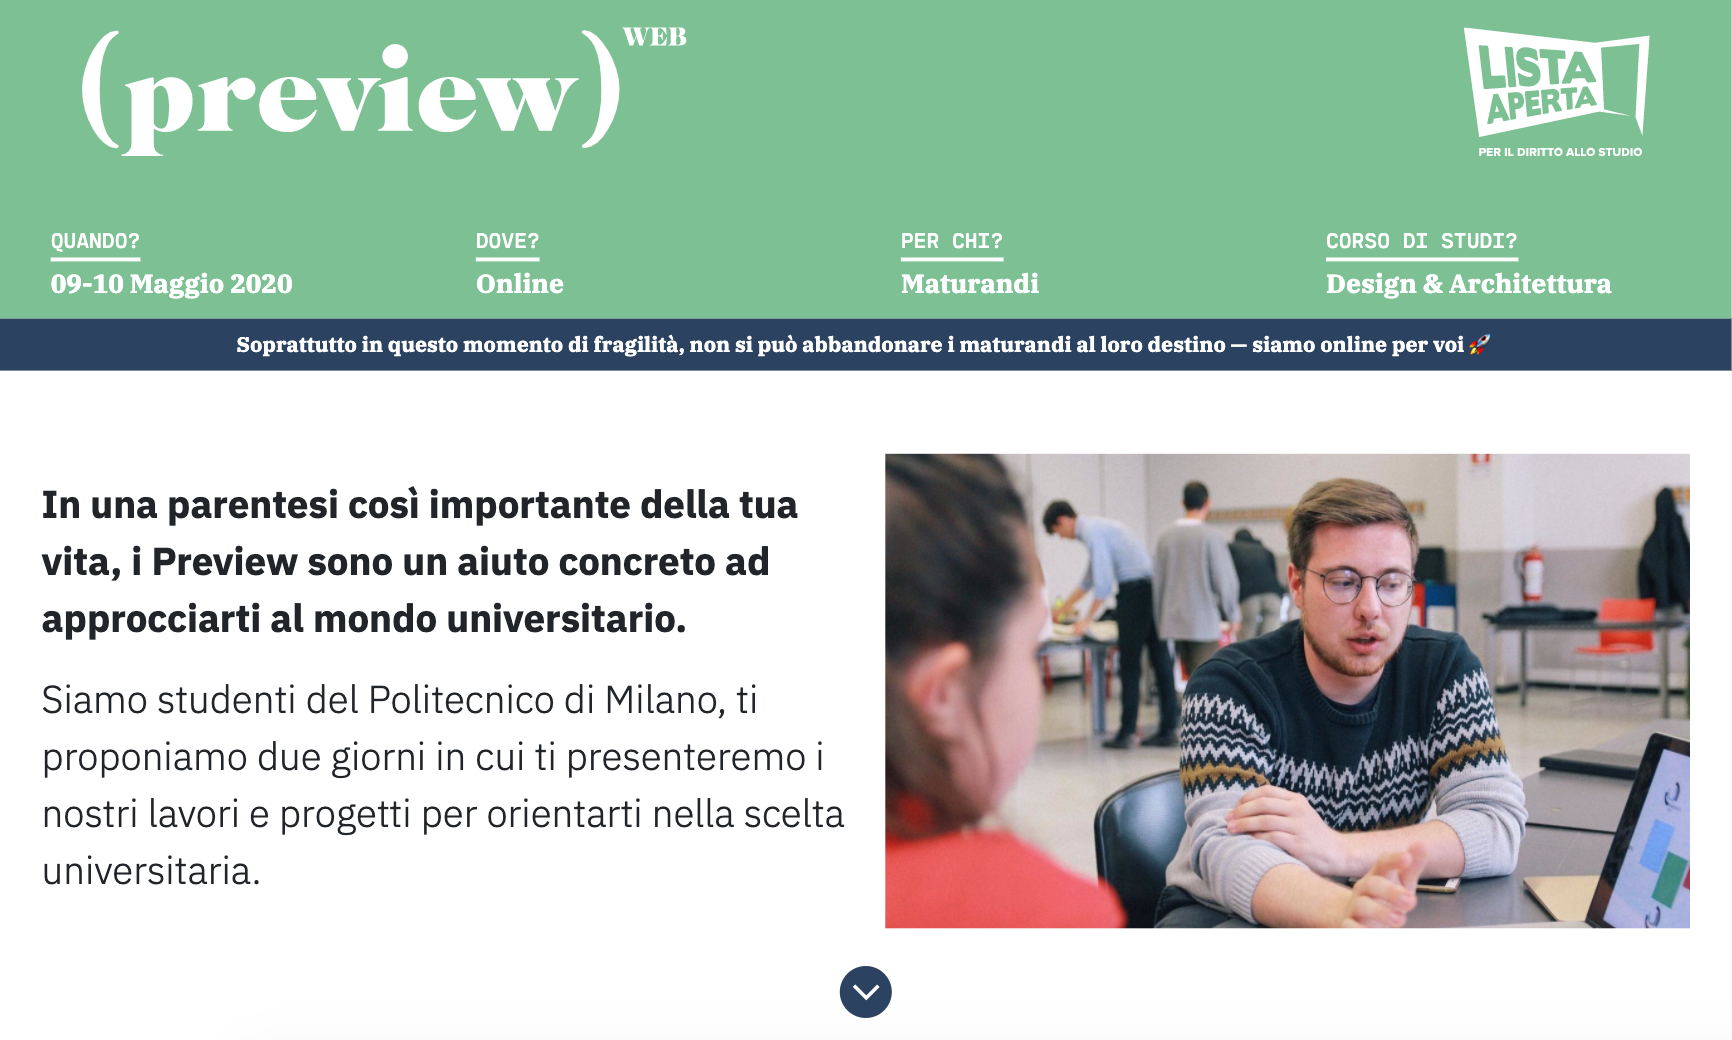 (preview) WEB
LISTA
APERTA
PER IL DIRITTO ALLO STUDIO
QUANDO?
09-10 Maggio 2020
DOVE?
Online
PER CHI?
Maturandi
CORSO DI STUDI?
Design & Architettura
Soprattutto in questo momento di fragilità, non si può abbandonare i maturandi al loro destino — siamo online per voi 🚀
In una parentesi così importante della tua
vita, i Preview sono un aiuto concreto ad
approcciarti al mondo universitario.
Siamo studenti del Politecnico di Milano, ti
proponiamo due giorni in cui ti presenteremo i
nostri lavori e progetti per orientarti nella scelta
universitaria.